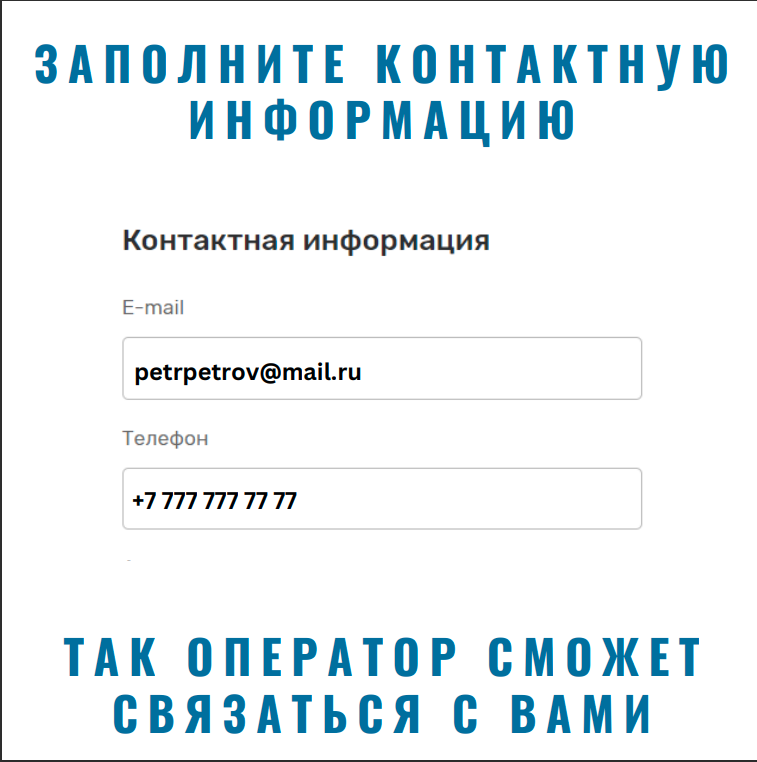 ЗАПОЛНИТЕ КОНТАКТНУЮ
ИНФОРМАЦИЮ
Контактная информация
E-mail
petrpetrov@mail.ru
Телефон
+7 777 777 77 77
ТАК ОПЕРАТОР СМОЖЕТ
СВЯЗАТЬСЯ С ВАМИ